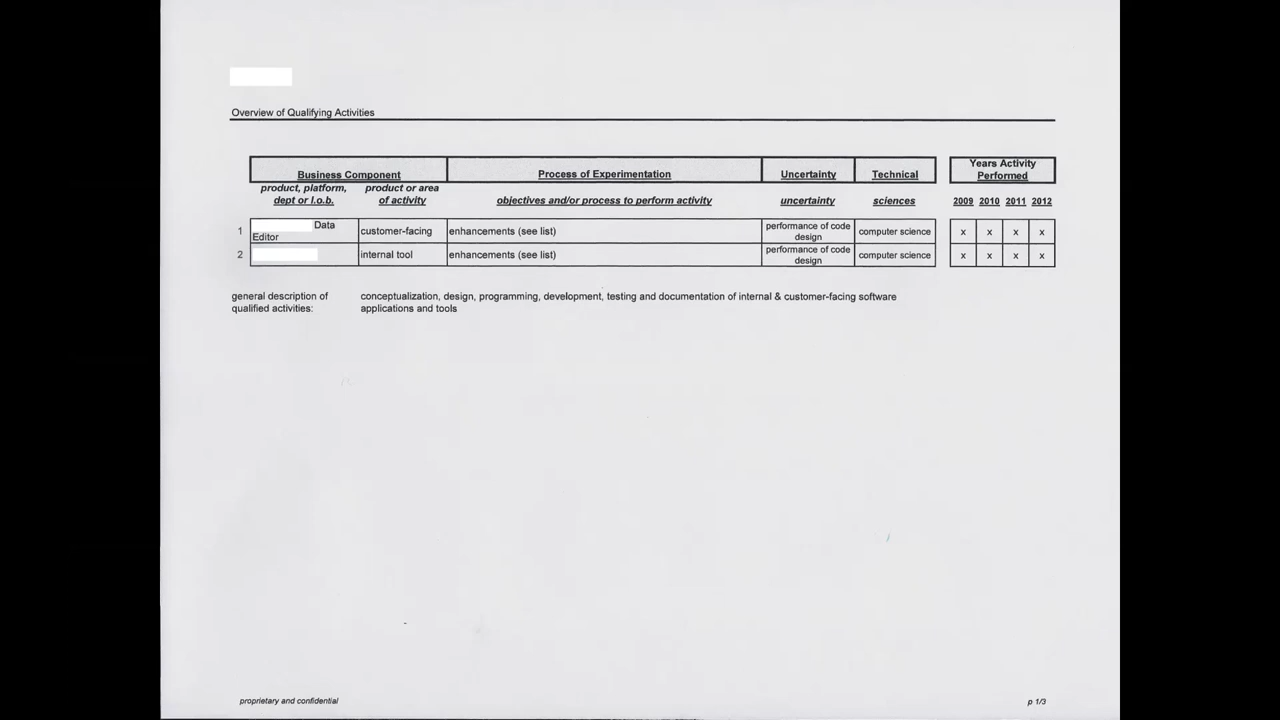 Overview of Qualifying Activities
Business Component Process of Experimentation Uncertainty Technical Years Activity Performed
product, platform, dept or l.o.b. product or area of activity objectives and/or process to perform activity uncertainty sciences 2009 2010 2011 2012
1 Data Editor customer-facing enhancements (see list) performance of code design computer science x x x x
2 internal tool enhancements (see list) performance of code design computer science x x x x
general description of conceptualization, design, programming, development, testing and documentation of internal & customer-facing software
qualified activities: applications and tools
proprietary and confidential p 1/3